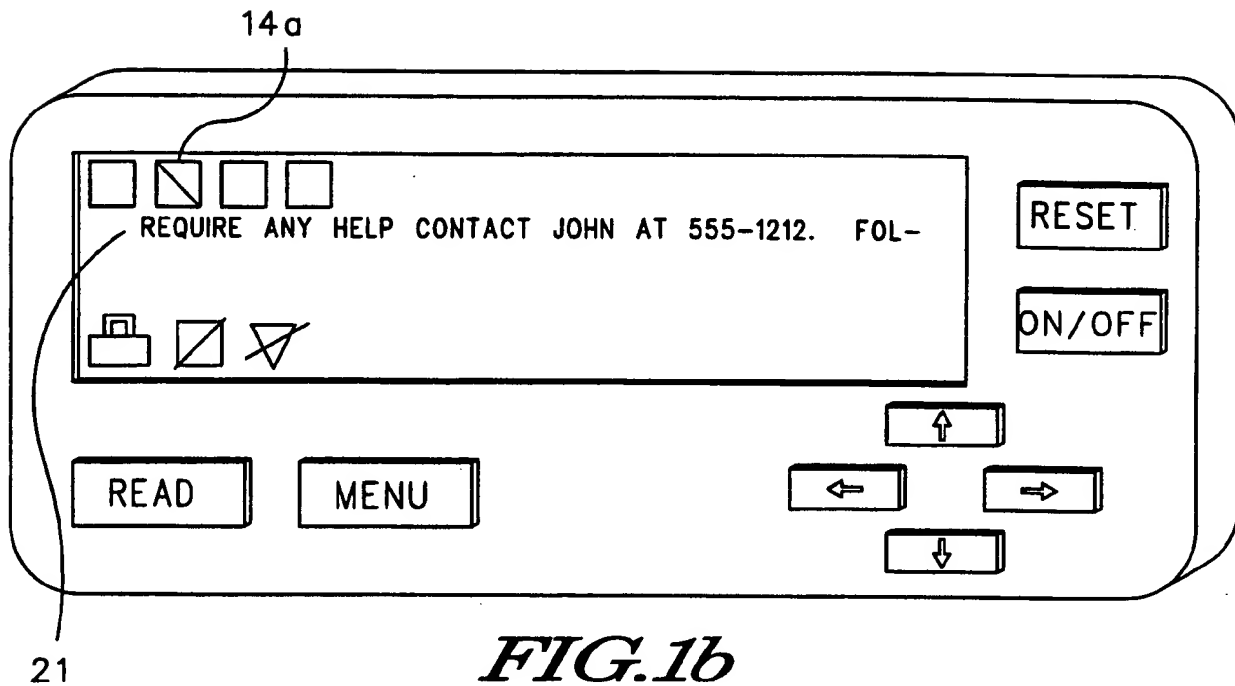 14a
RESET
REQUIRE ANY HELP CONTACT JOHN AT 555-1212. FOL-
ON/OFF
READ
MENU
21
FIG.1b